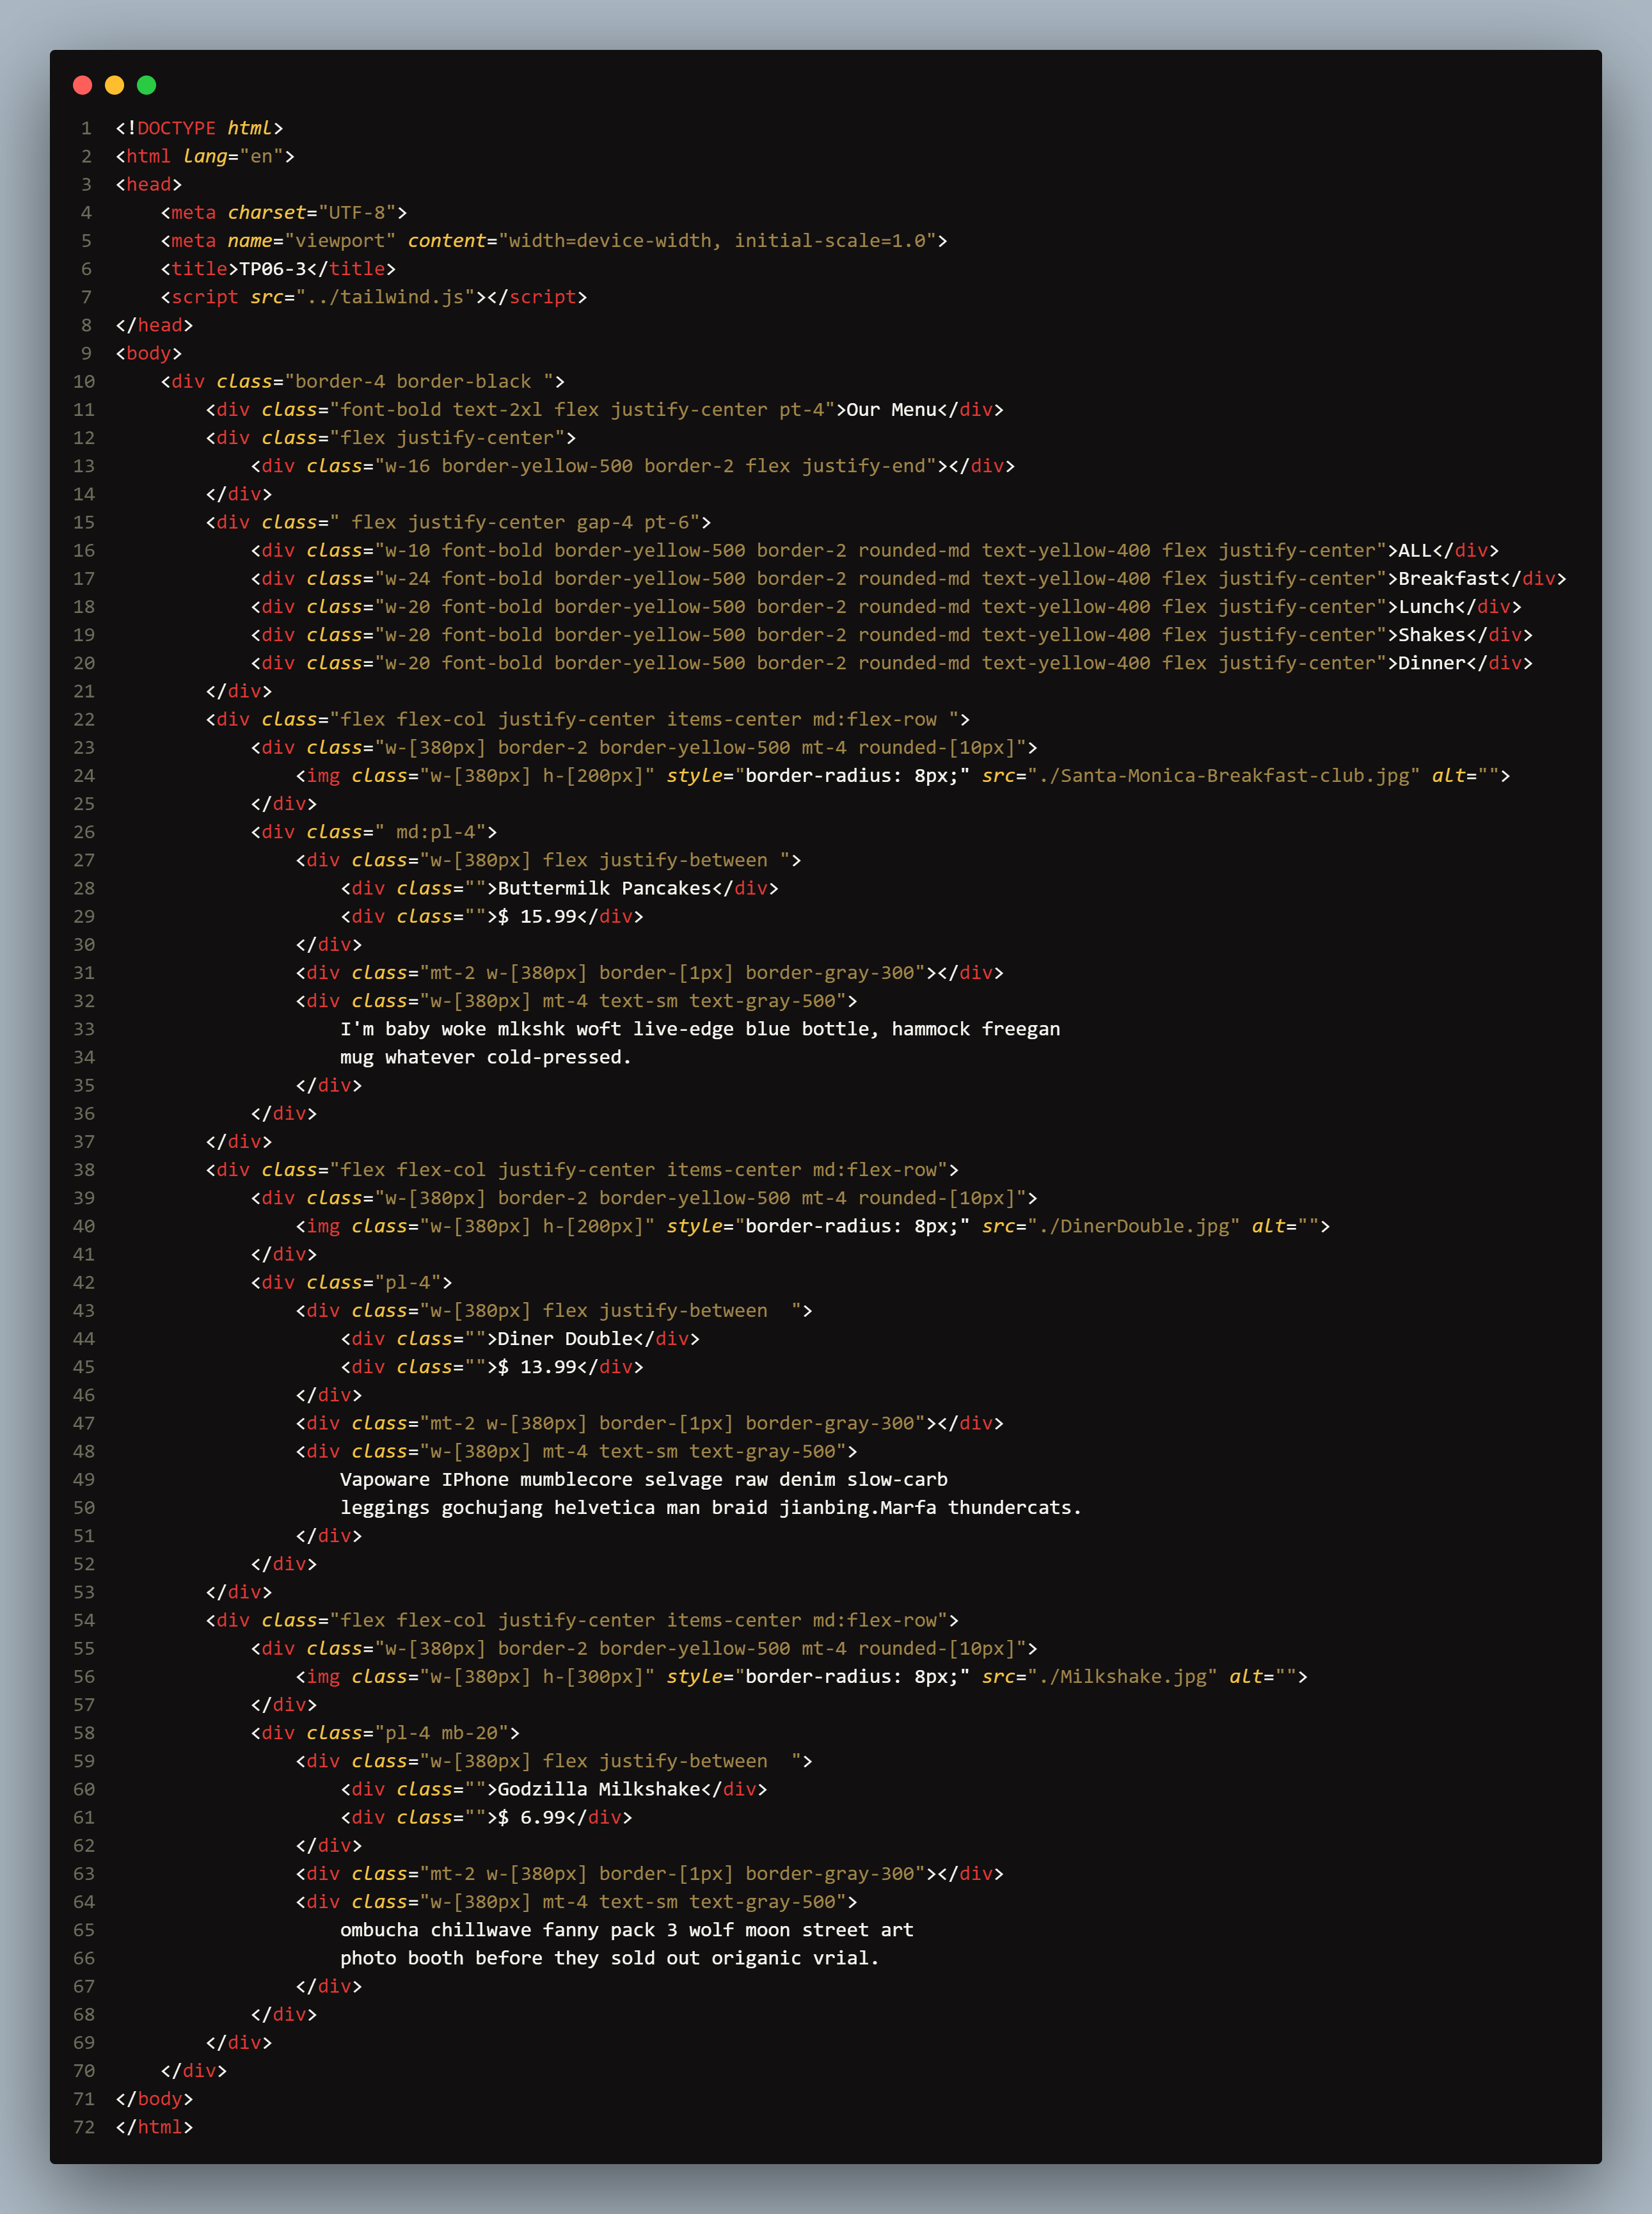 1 <!DOCTYPE html>
2 <html lang="en">
3 <head>
4     <meta charset="UTF-8">
5     <meta name="viewport" content="width=device-width, initial-scale=1.0">
6     <title>TP06-3</title>
7     <script src="../tailwind.js"></script>
8 </head>
9 <body>
10     <div class="border-4 border-black ">
11         <div class="font-bold text-2xl flex justify-center pt-4">Our Menu</div>
12         <div class="flex justify-center">
13             <div class="w-16 border-yellow-500 border-2 flex justify-end"></div>
14         </div>
15         <div class=" flex justify-center gap-4 pt-6">
16             <div class="w-10 font-bold border-yellow-500 border-2 rounded-md text-yellow-400 flex justify-center">ALL</div>
17             <div class="w-24 font-bold border-yellow-500 border-2 rounded-md text-yellow-400 flex justify-center">Breakfast</div>
18             <div class="w-20 font-bold border-yellow-500 border-2 rounded-md text-yellow-400 flex justify-center">Lunch</div>
19             <div class="w-20 font-bold border-yellow-500 border-2 rounded-md text-yellow-400 flex justify-center">Shakes</div>
20             <div class="w-20 font-bold border-yellow-500 border-2 rounded-md text-yellow-400 flex justify-center">Dinner</div>
21         </div>
22         <div class="flex flex-col justify-center items-center md:flex-row ">
23             <div class="w-[380px] border-2 border-yellow-500 mt-4 rounded-[10px]">
24                 <img class="w-[380px] h-[200px]" style="border-radius: 8px;" src="./Santa-Monica-Breakfast-club.jpg" alt="">
25             </div>
26             <div class=" md:pl-4">
27                 <div class="w-[380px] flex justify-between ">
28                     <div class="">Buttermilk Pancakes</div>
29                     <div class="">$ 15.99</div>
30                 </div>
31                 <div class="mt-2 w-[380px] border-[1px] border-gray-300"></div>
32                 <div class="w-[380px] mt-4 text-sm text-gray-500">
33                     I'm baby woke mlkshk woft live-edge blue bottle, hammock freegan
34                     mug whatever cold-pressed.
35                 </div>
36             </div>
37         </div>
38         <div class="flex flex-col justify-center items-center md:flex-row">
39             <div class="w-[380px] border-2 border-yellow-500 mt-4 rounded-[10px]">
40                 <img class="w-[380px] h-[200px]" style="border-radius: 8px;" src="./DinerDouble.jpg" alt="">
41             </div>
42             <div class="pl-4">
43                 <div class="w-[380px] flex justify-between  ">
44                     <div class="">Diner Double</div>
45                     <div class="">$ 13.99</div>
46                 </div>
47                 <div class="mt-2 w-[380px] border-[1px] border-gray-300"></div>
48                 <div class="w-[380px] mt-4 text-sm text-gray-500">
49                     Vapoware IPhone mumblecore selvage raw denim slow-carb
50                     leggings gochujang helvetica man braid jianbing.Marfa thundercats.
51                 </div>
52             </div>
53         </div>
54         <div class="flex flex-col justify-center items-center md:flex-row">
55             <div class="w-[380px] border-2 border-yellow-500 mt-4 rounded-[10px]">
56                 <img class="w-[380px] h-[300px]" style="border-radius: 8px;" src="./Milkshake.jpg" alt="">
57             </div>
58             <div class="pl-4 mb-20">
59                 <div class="w-[380px] flex justify-between  ">
60                     <div class="">Godzilla Milkshake</div>
61                     <div class="">$ 6.99</div>
62                 </div>
63                 <div class="mt-2 w-[380px] border-[1px] border-gray-300"></div>
64                 <div class="w-[380px] mt-4 text-sm text-gray-500">
65                     ombucha chillwave fanny pack 3 wolf moon street art
66                     photo booth before they sold out origanic vrial.
67                 </div>
68             </div>
69         </div>
70     </div>
71 </body>
72 </html>